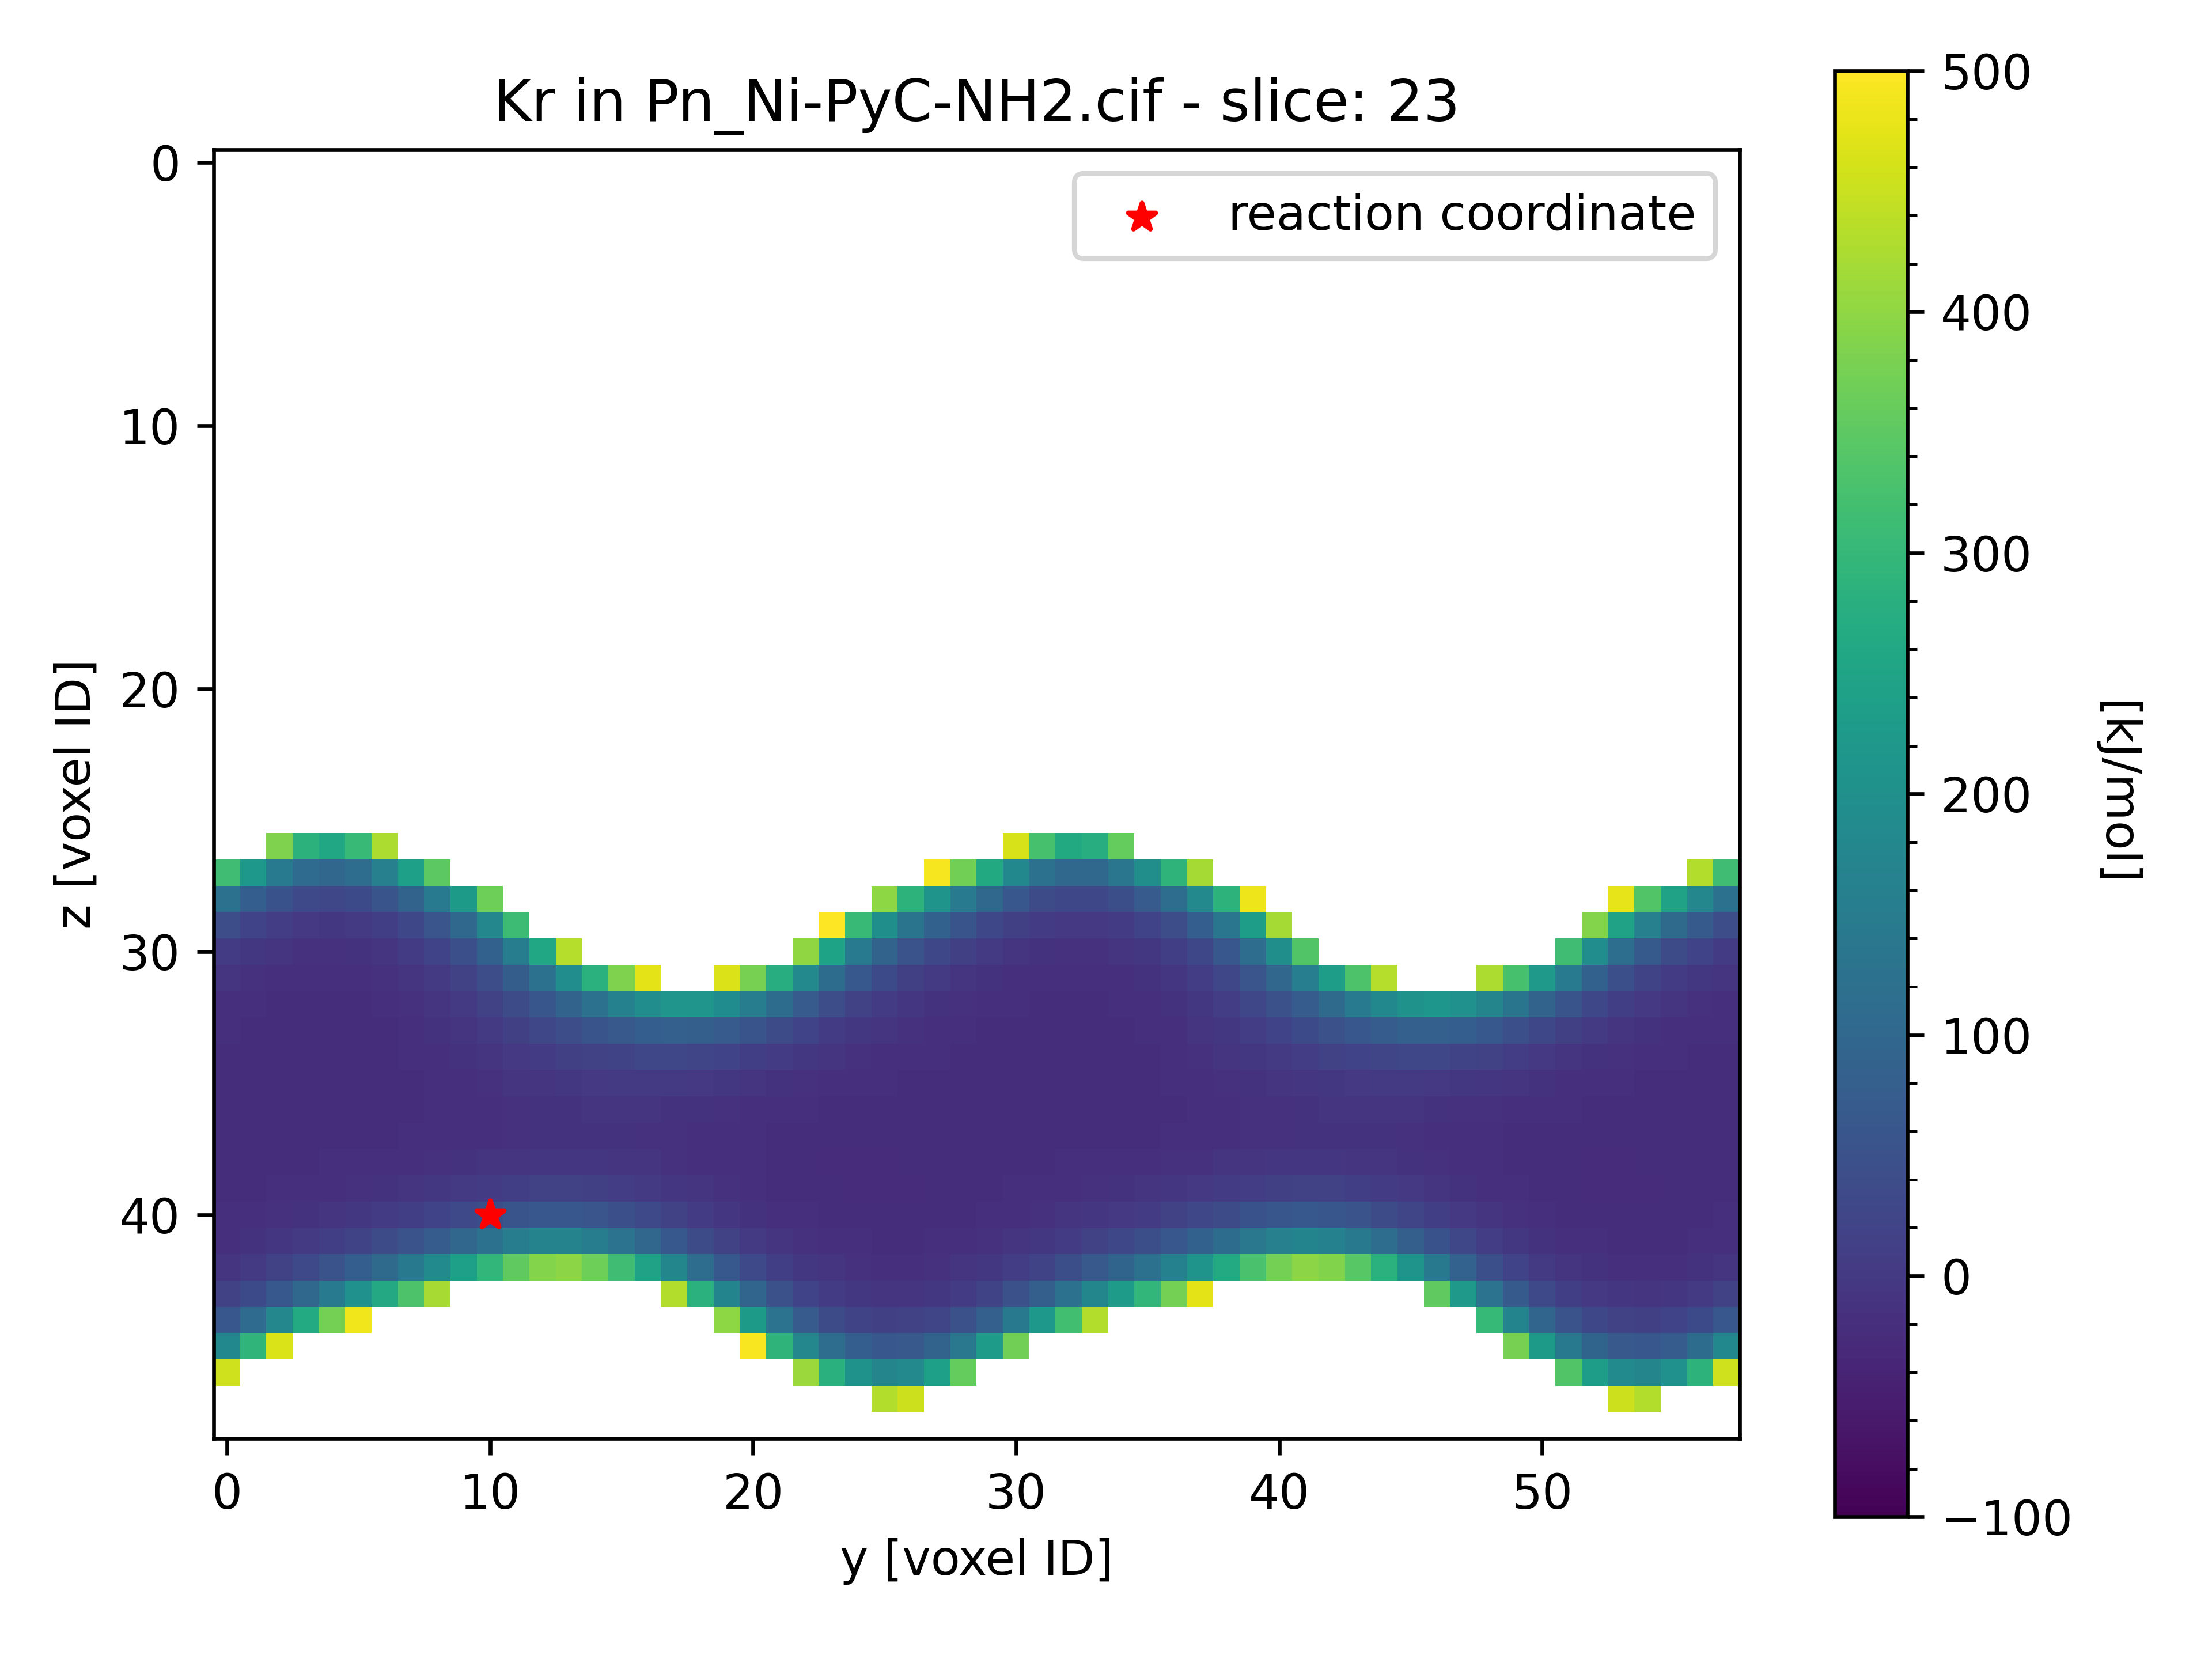 Kr in Pn_Ni-PyC-NH2.cif - slice: 23
reaction coordinate
0
10
20
30
40
z [voxel ID]
0 10 20 30 40 50
y [voxel ID]
500
400
300
200
100
0
−100
[kJ/mol]